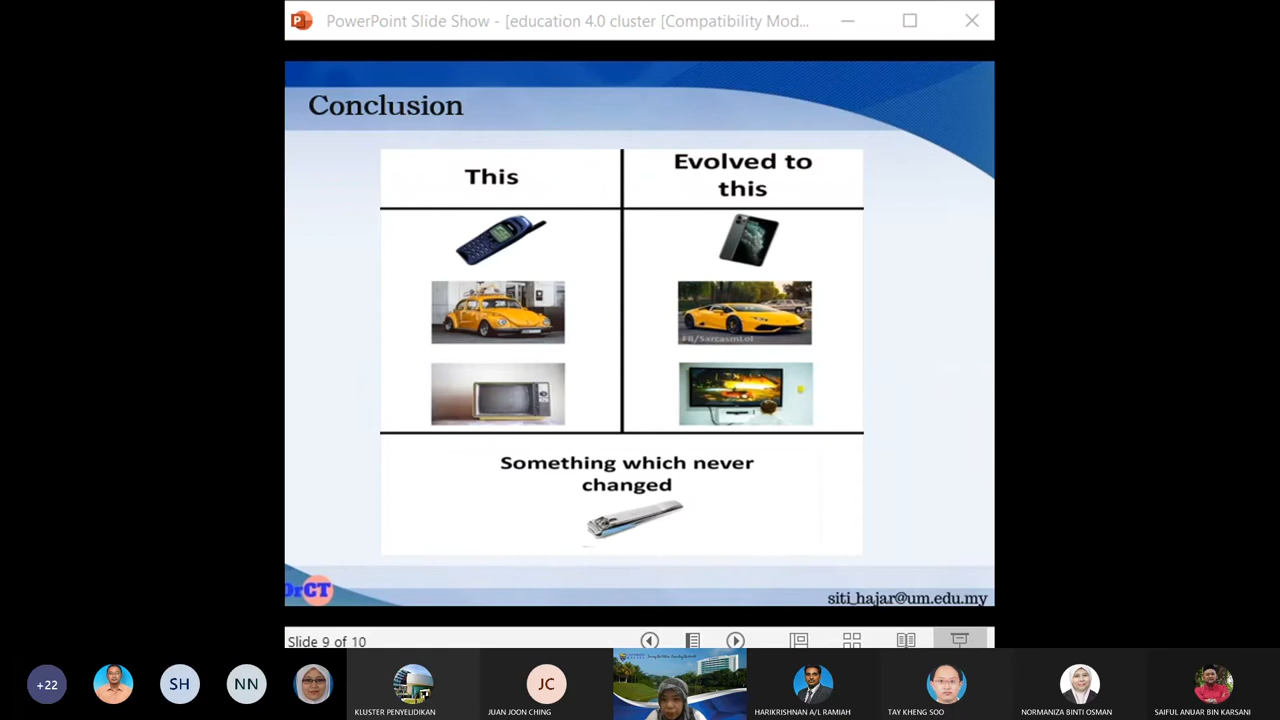 PowerPoint Slide Show - [education 4.0 cluster [Compatibility Mod...
Conclusion
This
Evolved to
this
FB/SarcasmLol
Something which never
changed
DrCT
siti_hajar@um.edu.my
Slide 9 of 10
+22
SH
NN
KLUSTER PENYELIDIKAN
JC
JUAN JOON CHING
HARIKRISHNAN A/L RAMIAH
TAY KHENG SOO
NORMANIZA BINTI OSMAN
SAIFUL ANUAR BIN KARSANI